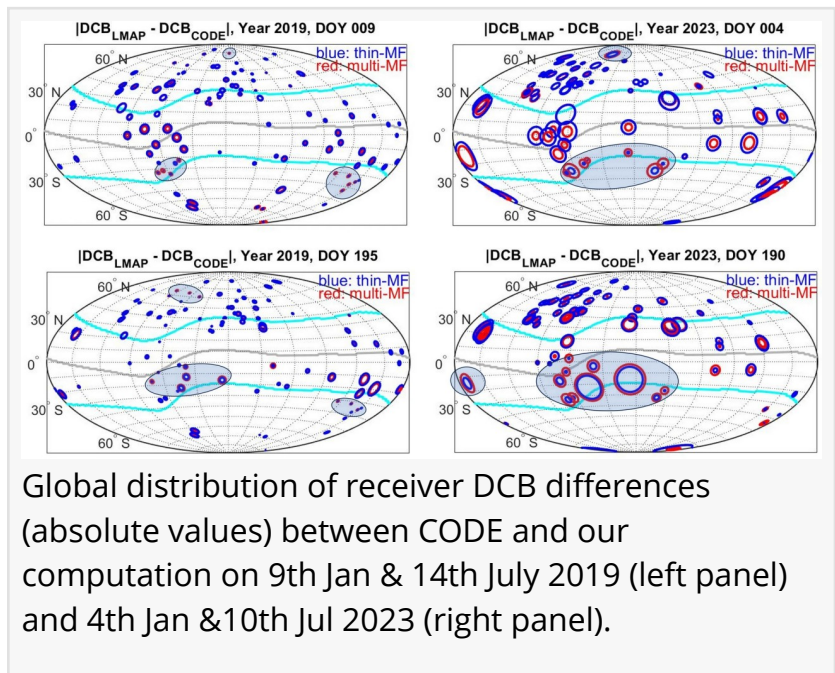 |DCB_LMAP - DCB_CODE|, Year 2019, DOY 009
blue: thin-MF
red: multi-MF
60° N
30° N
0°
30° S
60° S
|DCB_LMAP - DCB_CODE|, Year 2023, DOY 004
blue: thin-MF
red: multi-MF
60° N
30° N
0°
30° S
60° S
|DCB_LMAP - DCB_CODE|, Year 2019, DOY 195
blue: thin-MF
red: multi-MF
30° N
0°
30° S
60° S
|DCB_LMAP - DCB_CODE|, Year 2023, DOY 190
blue: thin-MF
red: multi-MF
60° N
30° N
0°
30° S
60° S
Global distribution of receiver DCB differences
(absolute values) between CODE and our
computation on 9th Jan & 14th July 2019 (left panel)
and 4th Jan &10th Jul 2023 (right panel).